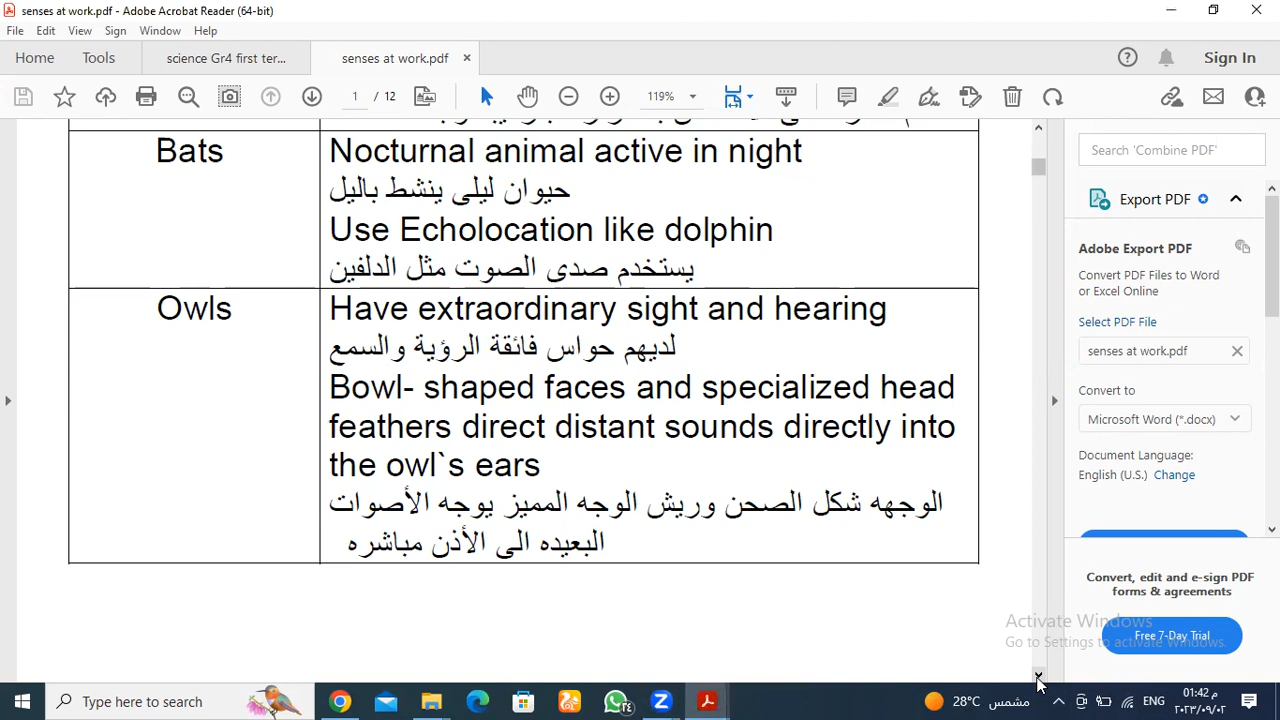 senses at work.pdf - Adobe Acrobat Reader (64-bit)
File Edit View Sign Window Help
Home Tools science Gr4 first ter... senses at work.pdf × Sign In
1 / 12 119%
Bats
Nocturnal animal active in night
حيوان ليلى ينشط باليل
Use Echolocation like dolphin
يستخدم صدى الصوت مثل الدلفين
Owls
Have extraordinary sight and hearing
لديهم حواس فائقة الرؤية والسمع
Bowl- shaped faces and specialized head
feathers direct distant sounds directly into
the owl`s ears
الوجهه شكل الصحن وريش الوجه المميز يوجه الأصوات
البعيده الى الأذن مباشره
Search 'Combine PDF'
Export PDF
Adobe Export PDF
Convert PDF Files to Word
or Excel Online
Select PDF File
senses at work.pdf
Convert to
Microsoft Word (*.docx)
Document Language:
English (U.S.) Change
Convert, edit and e-sign PDF
forms & agreements
Free 7-Day Trial
Activate Windows
Go to Settings to activate Windows.
Type here to search
٢٤
28°C مشمس
ENG
01:42 م
٢٠٢٣/٠٩/٠٢